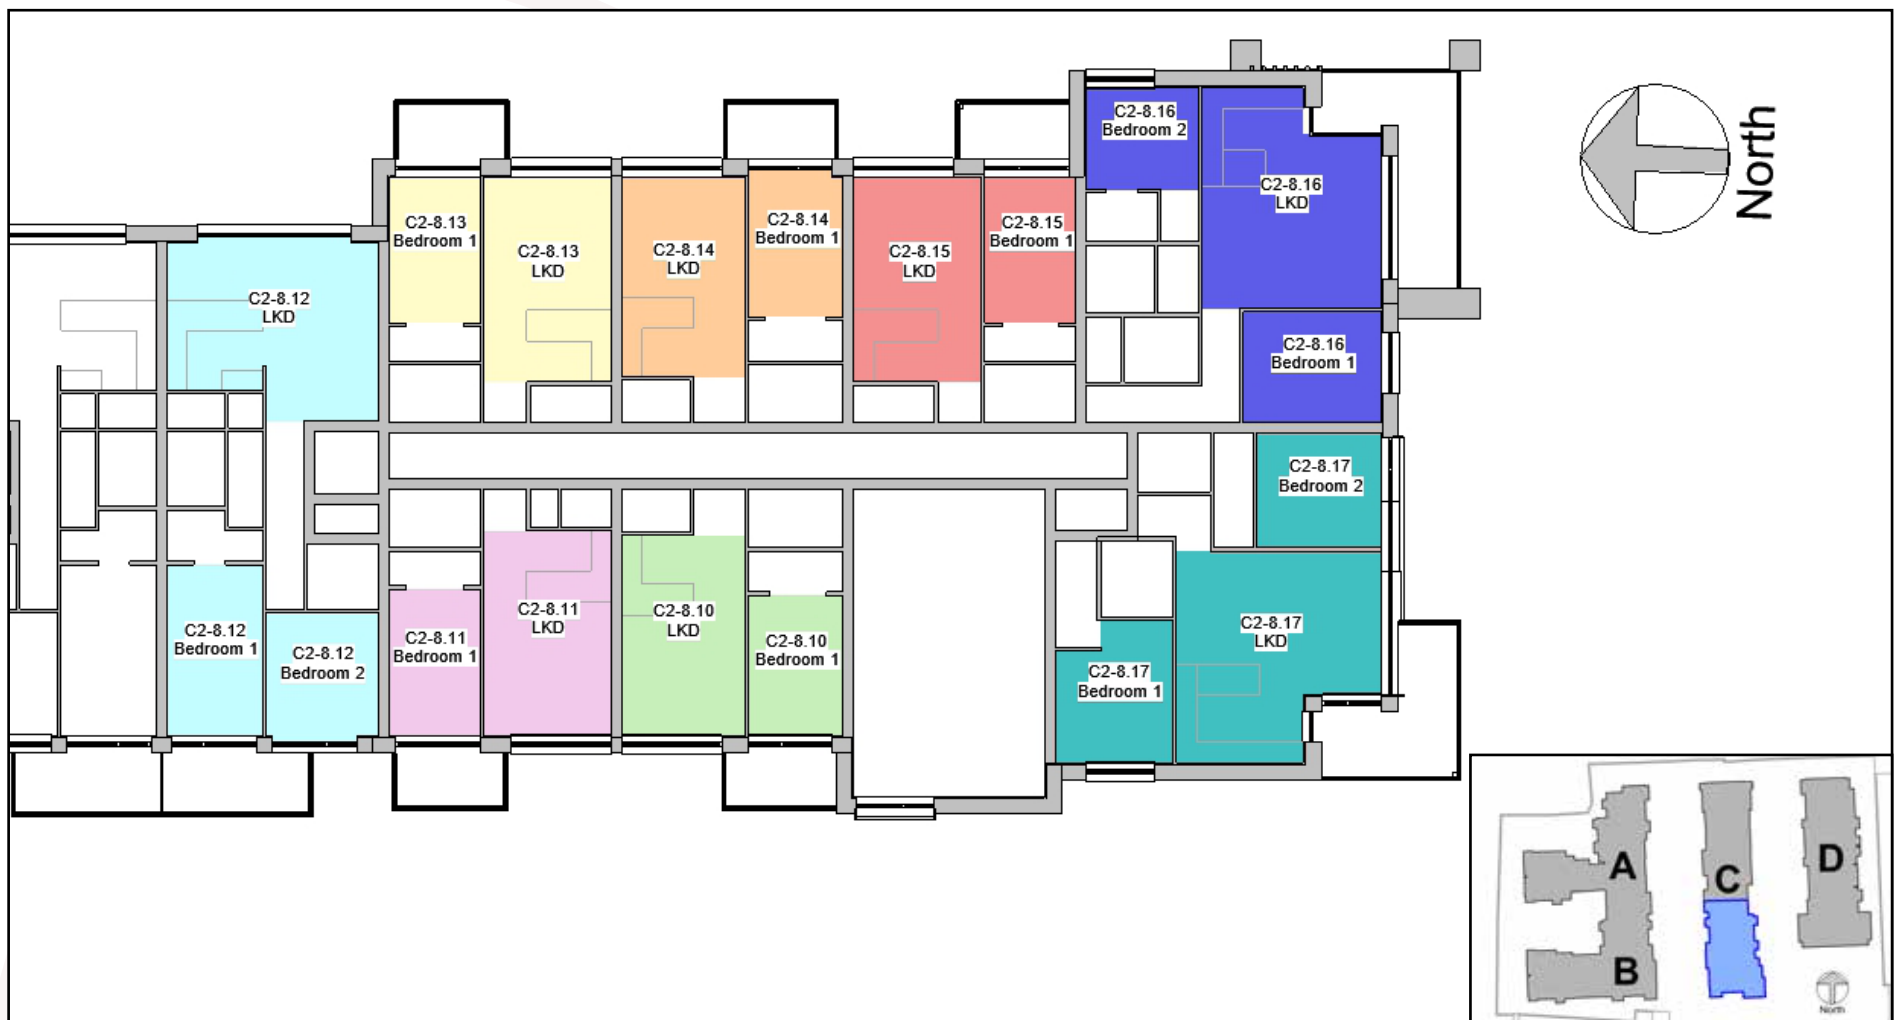 C2-8.16
Bedroom 2
C2-8.16
LKD
North
C2-8.13
Bedroom 1
C2-8.13
LKD
C2-8.14
LKD
C2-8.14
Bedroom 1
C2-8.15
LKD
C2-8.15
Bedroom 1
C2-8.12
LKD
C2-8.16
Bedroom 1
C2-8.17
Bedroom 2
C2-8.12
Bedroom 1
C2-8.12
Bedroom 2
C2-8.11
Bedroom 1
C2-8.11
LKD
C2-8.10
LKD
C2-8.10
Bedroom 1
C2-8.17
Bedroom 1
C2-8.17
LKD
A
C
D
B
North